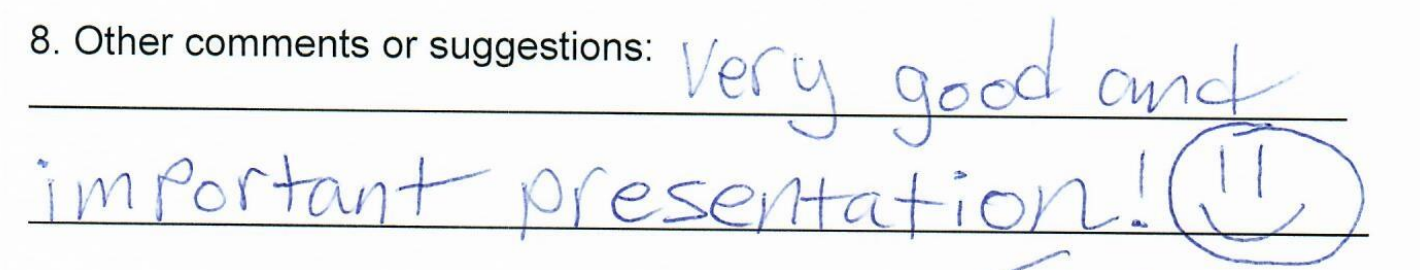 8. Other comments or suggestions: Very good and
important presentation!